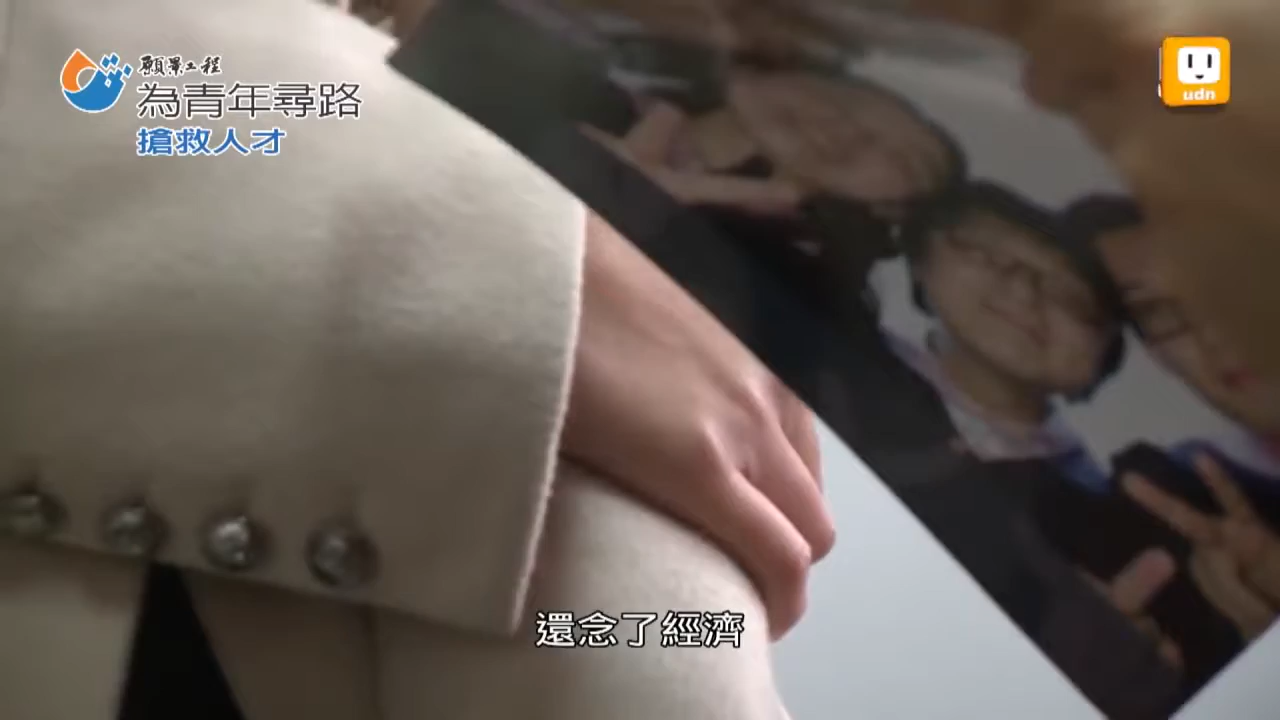 願景工程
為青年尋路
搶救人才
udn
還念了經濟